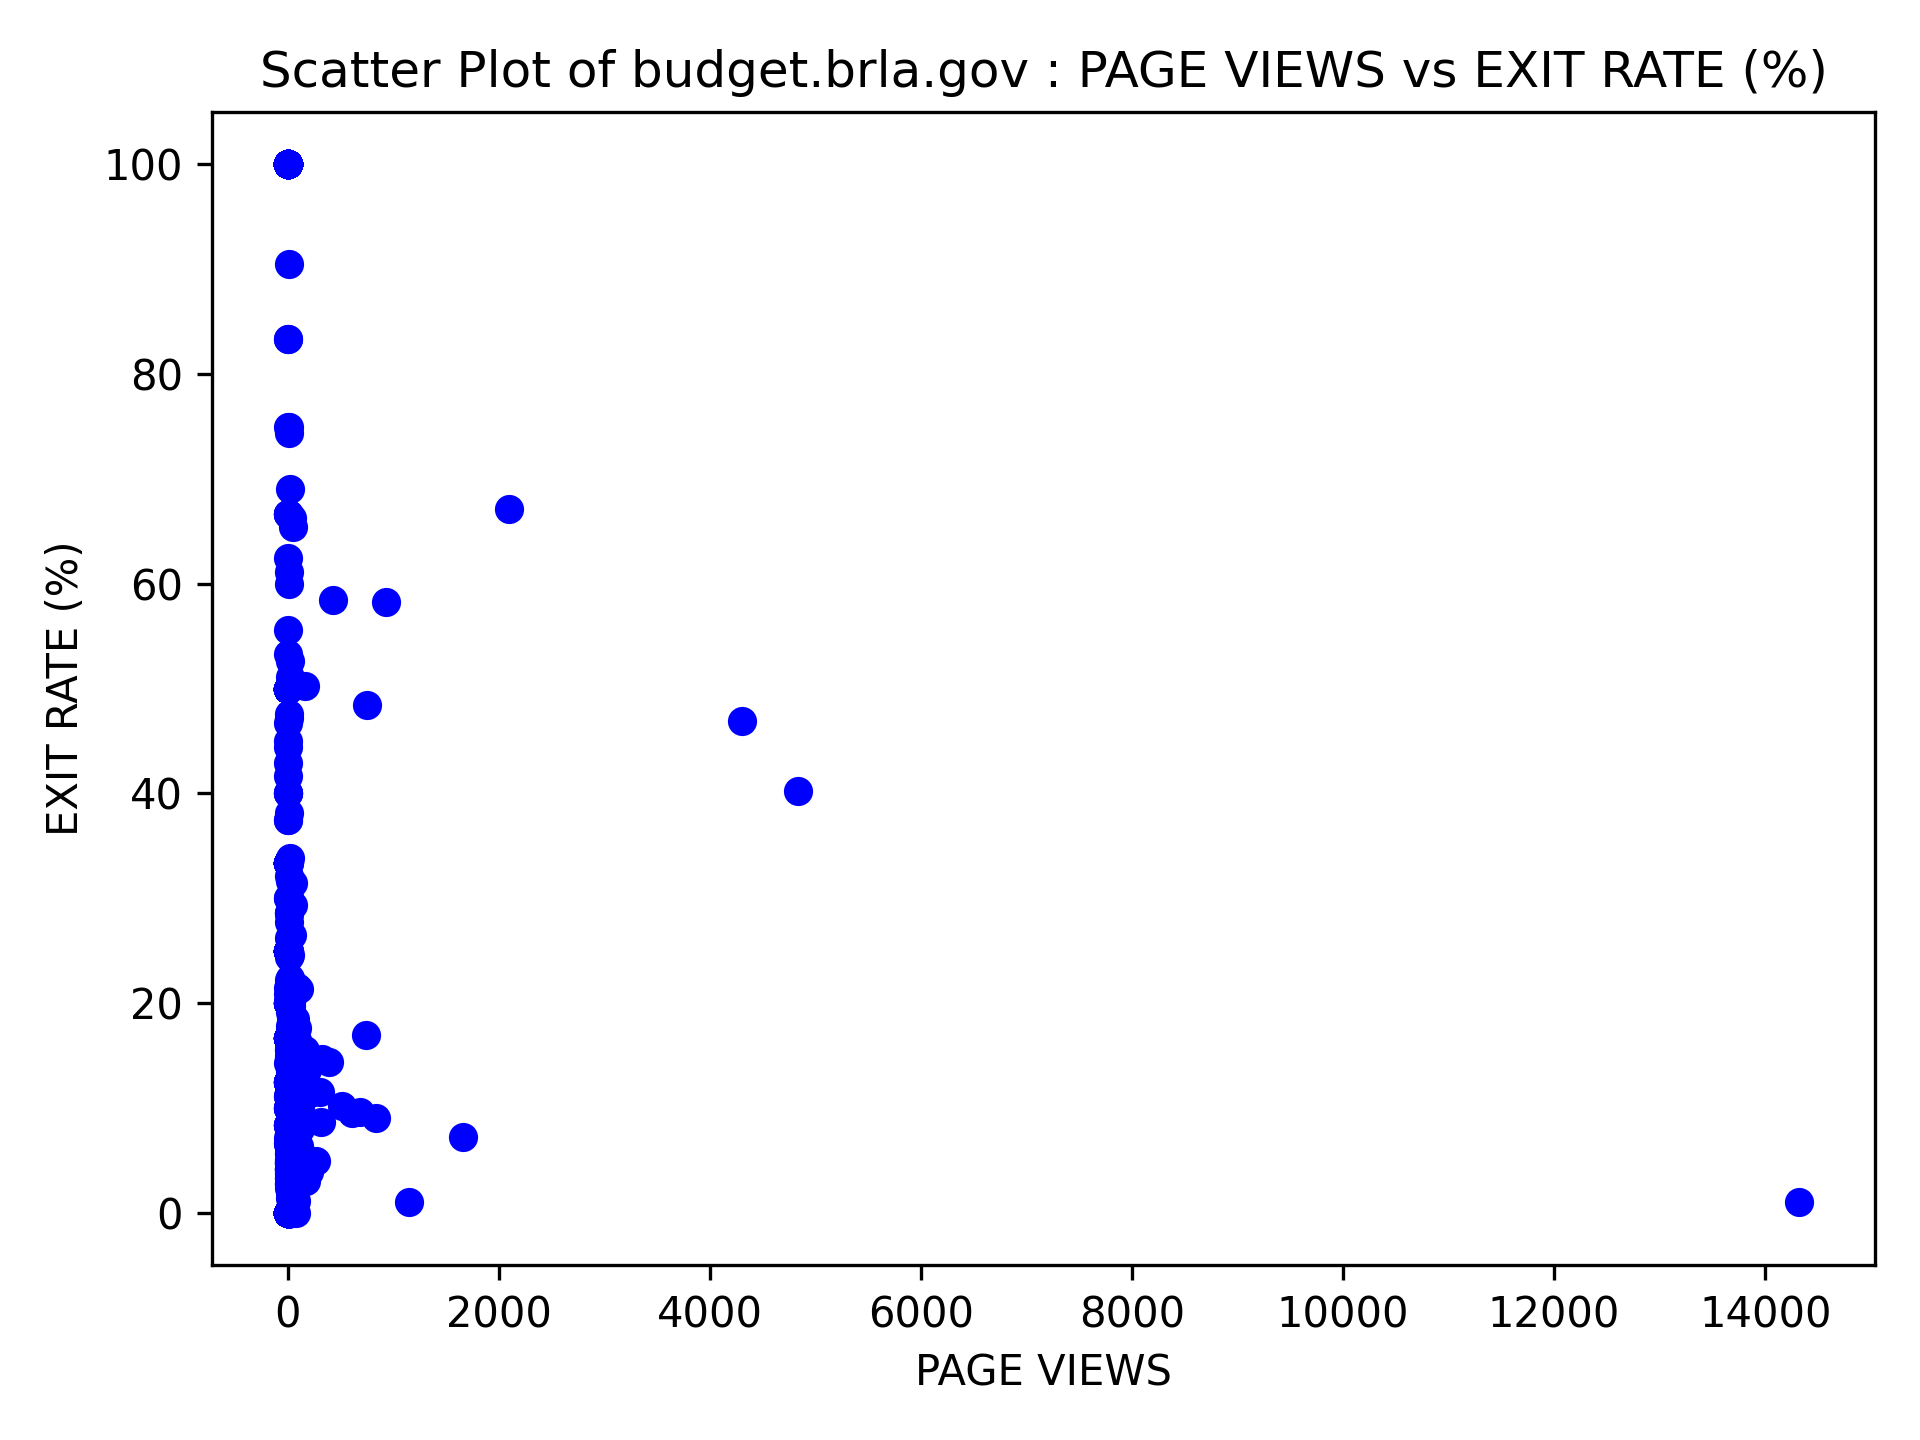 Scatter Plot of budget.brla.gov : PAGE VIEWS vs EXIT RATE (%)
100
80
60
40
20
0
EXIT RATE (%)
0 2000 4000 6000 8000 10000 12000 14000
PAGE VIEWS